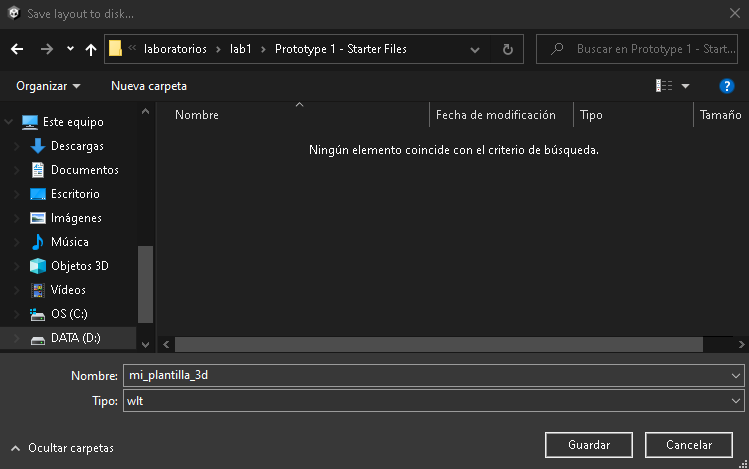 Save layout to disk...
laboratorios › lab1 › Prototype 1 - Starter Files
Buscar en Prototype 1 - Start...
Organizar Nueva carpeta
Nombre Fecha de modificación Tipo Tamaño
Ningún elemento coincide con el criterio de búsqueda.
Este equipo
Descargas
Documentos
Escritorio
Imágenes
Música
Objetos 3D
Vídeos
OS (C:)
DATA (D:)
Nombre: mi_plantilla_3d
Tipo: wlt
Ocultar carpetas
Guardar Cancelar